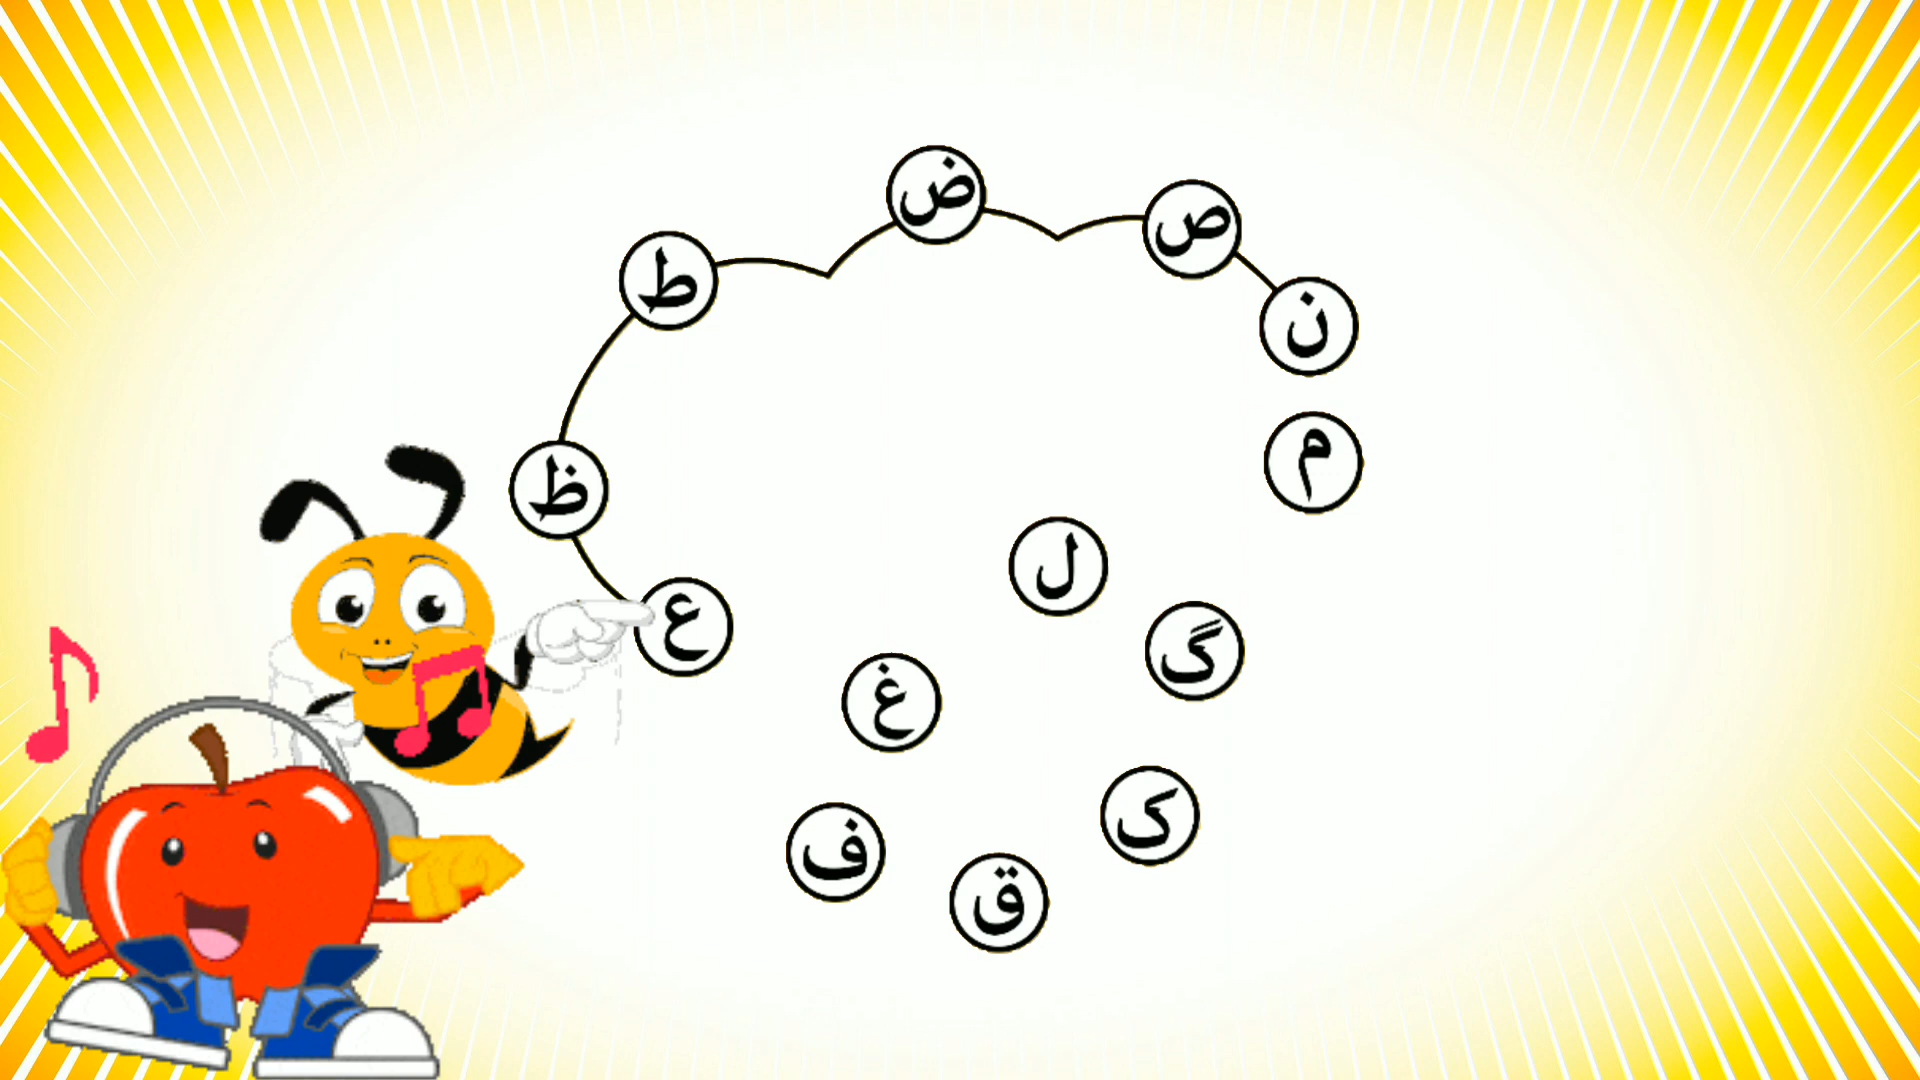 ص
ض
ط
ظ
ع
غ
ف
ق
ک
گ
ل
م
ن